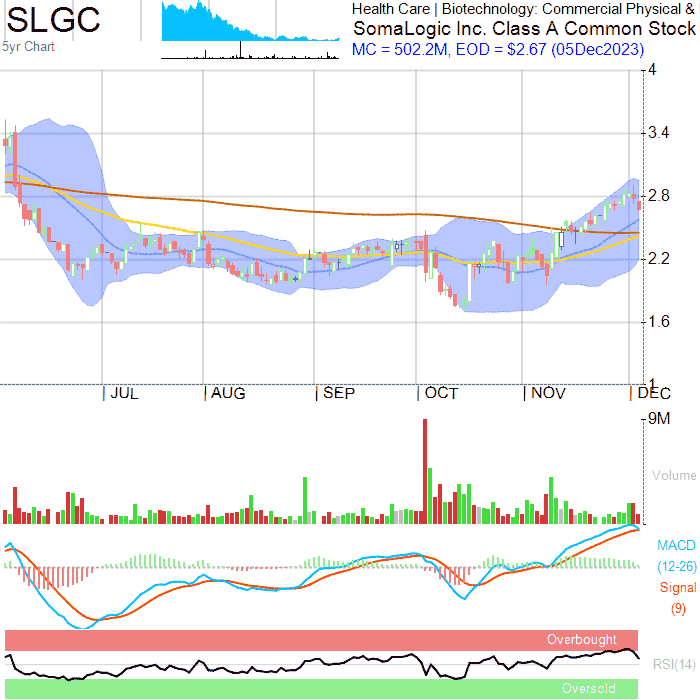 SLGC
5yr Chart
Health Care | Biotechnology: Commercial Physical &
SomaLogic Inc. Class A Common Stock
MC = 502.2M, EOD = $2.67 (05Dec2023)
4
3.4
2.8
2.2
1.6
1
| JUL | AUG | SEP | OCT | NOV | DEC
9M
Volume
MACD
(12-26)
Signal
(9)
Overbought
RSI(14)
Oversold